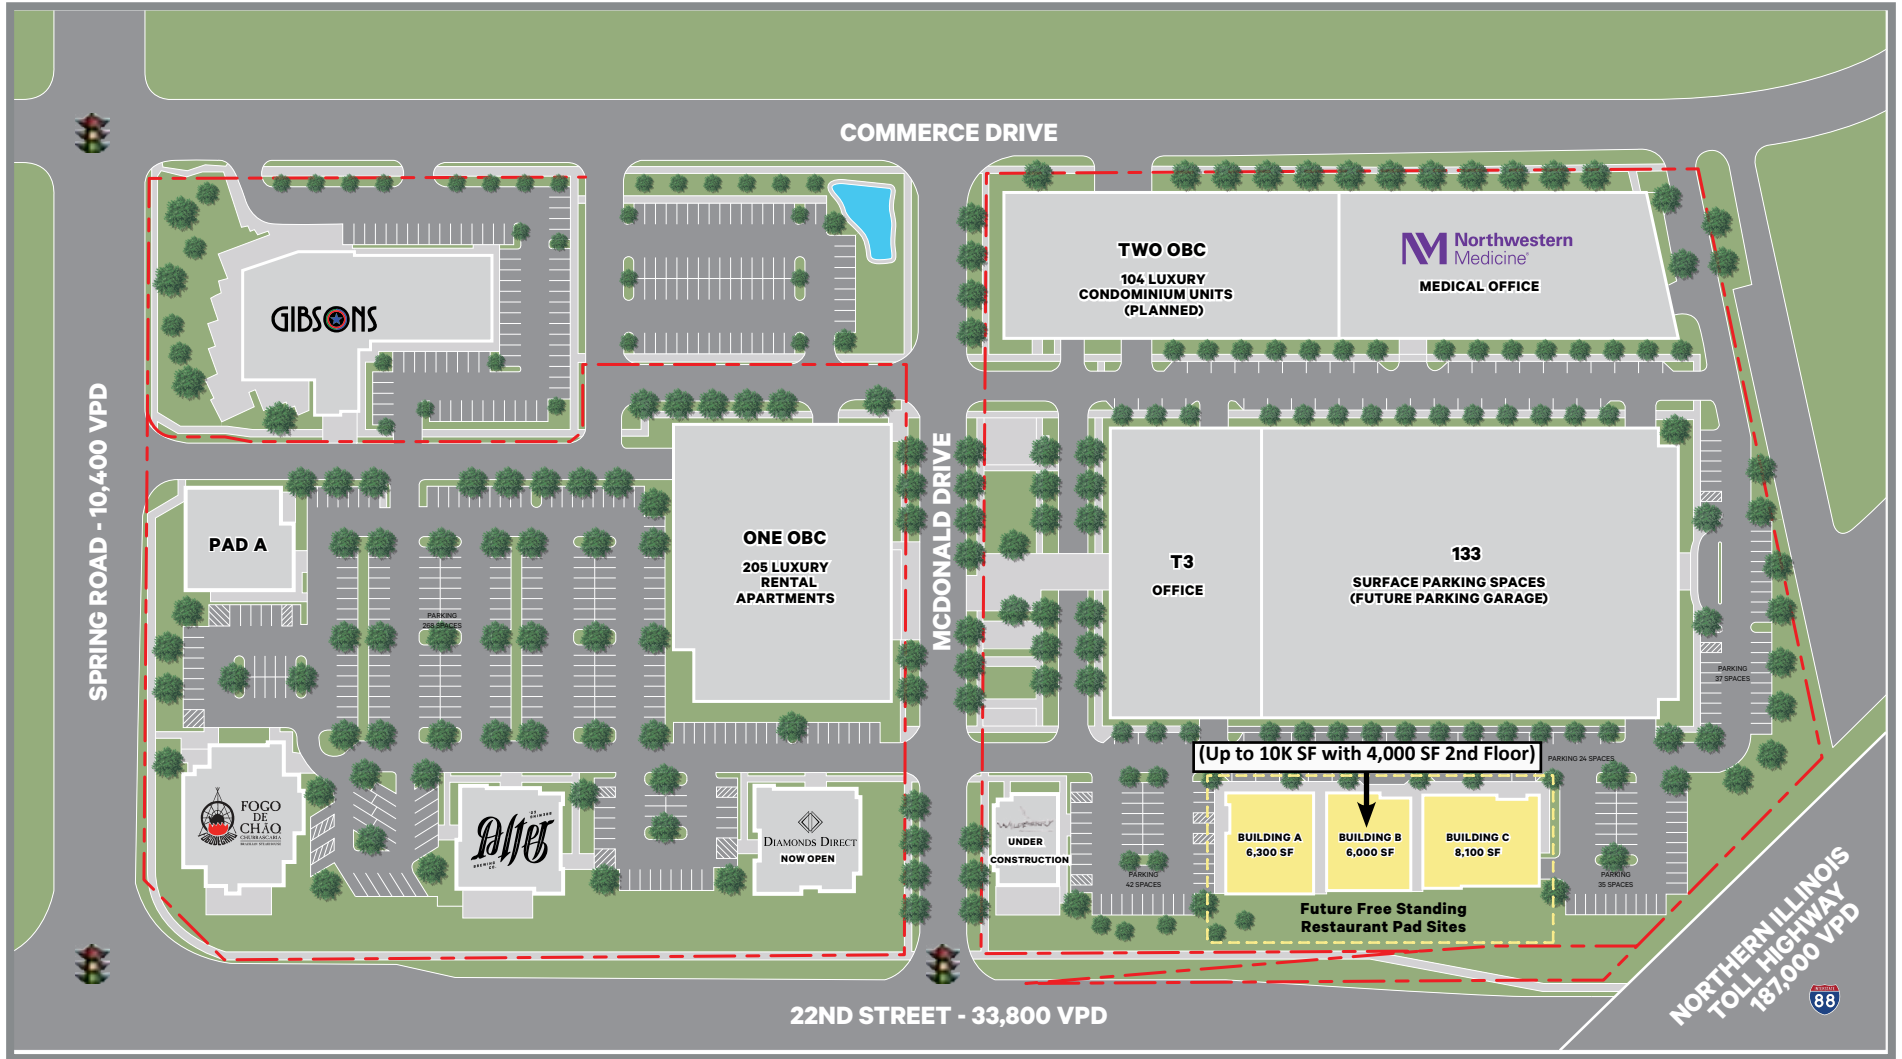 COMMERCE DRIVE
GIBSONS
TWO OBC
104 LUXURY
CONDOMINIUM UNITS
(PLANNED)
Northwestern
Medicine®
MEDICAL OFFICE
SPRING ROAD - 10,400 VPD
PAD A
PARKING
268 SPACES
ONE OBC
205 LUXURY
RENTAL
APARTMENTS
MCDONALD DRIVE
T3
OFFICE
133
SURFACE PARKING SPACES
(FUTURE PARKING GARAGE)
PARKING
37 SPACES
(Up to 10K SF with 4,000 SF 2nd Floor)
PARKING 24 SPACES
FOGO
DE
CHÃO
CHURRASCARIA
BRAZILIAN STEAKHOUSE
Alter
BREWING
CO.
DIAMONDS DIRECT
NOW OPEN
UNDER
CONSTRUCTION
PARKING
42 SPACES
BUILDING A
6,300 SF
BUILDING B
6,000 SF
BUILDING C
8,100 SF
PARKING
35 SPACES
Future Free Standing
Restaurant Pad Sites
22ND STREET - 33,800 VPD
NORTHERN ILLINOIS
TOLL HIGHWAY
187,000 VPD
88